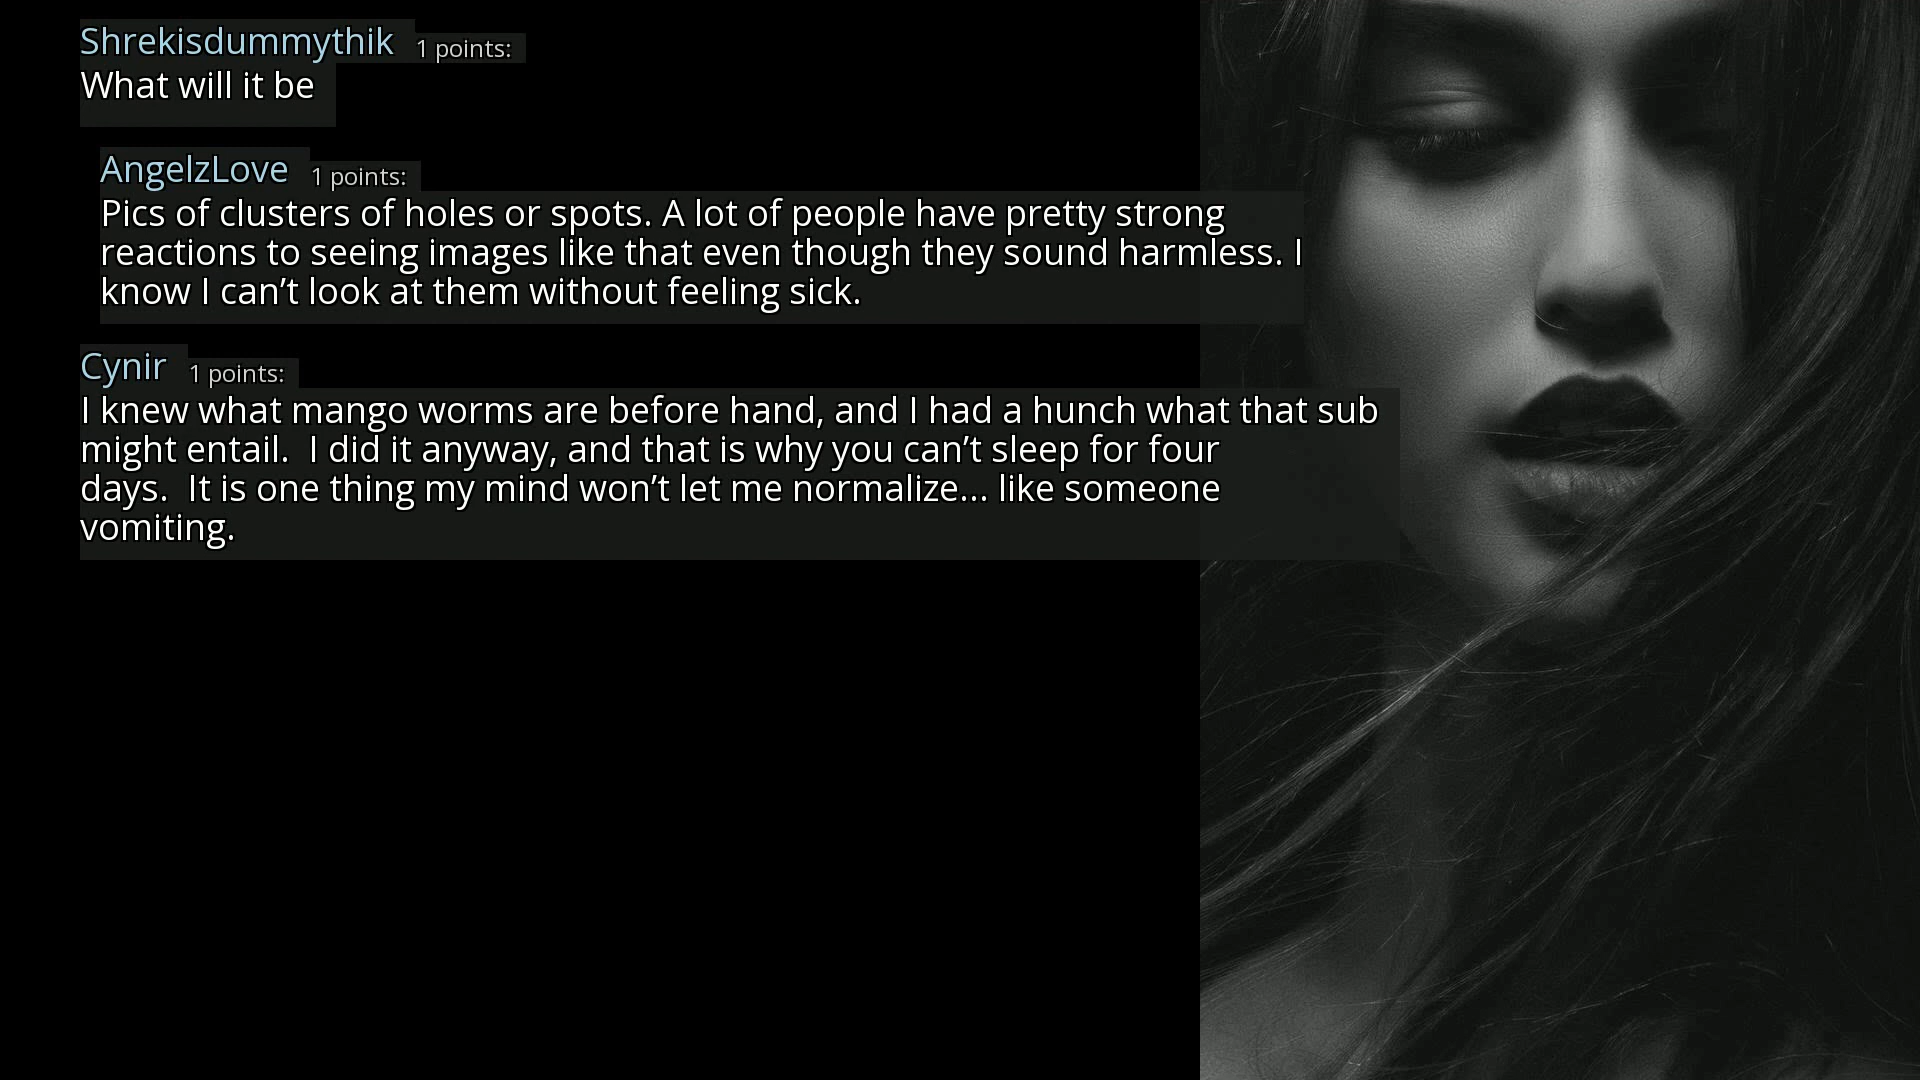 Shrekisdummythik 1 points:
What will it be
AngelzLove 1 points:
Pics of clusters of holes or spots. A lot of people have pretty strong
reactions to seeing images like that even though they sound harmless. I
know I can’t look at them without feeling sick.
Cynir 1 points:
I knew what mango worms are before hand, and I had a hunch what that sub
might entail.  I did it anyway, and that is why you can’t sleep for four
days.  It is one thing my mind won’t let me normalize... like someone
vomiting.